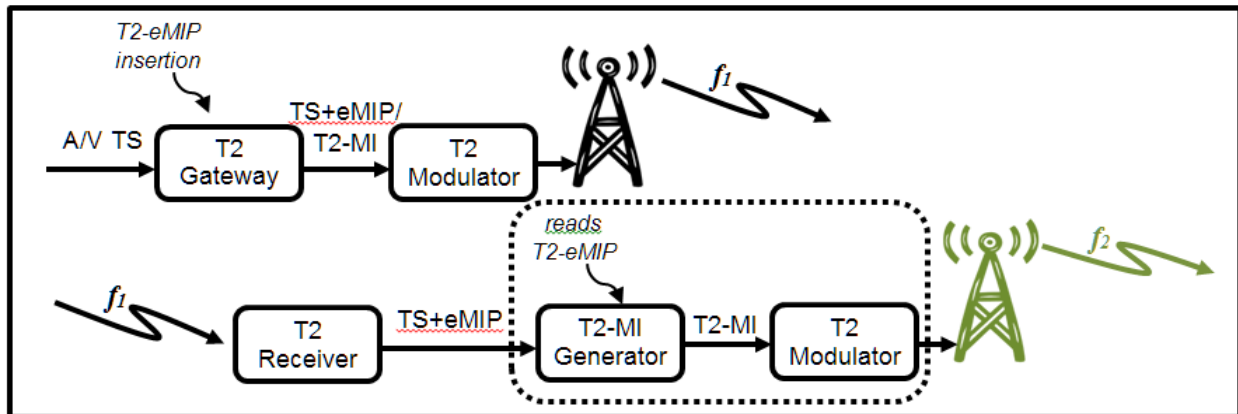 T2-eMIP
insertion
A/V TS
T2
Gateway
TS+eMIP/
T2-MI
T2
Modulator
f1
f1
T2
Receiver
TS+eMIP
reads
T2-eMIP
T2-MI
Generator
T2-MI
T2
Modulator
f2